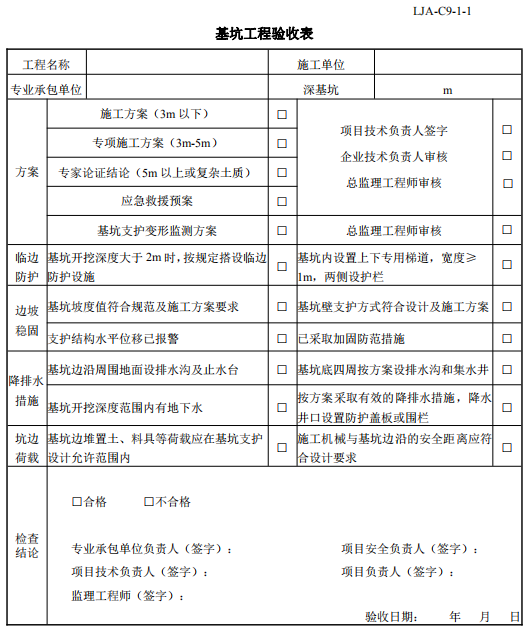 LJA-C9-1-1
基坑工程验收表
工程名称 施工单位
专业承包单位 深基坑 m
方案
施工方案（3m 以下） □
专项施工方案（3m-5m） □
专家论证结论（5m 以上或复杂土质） □
应急救援预案 □
项目技术负责人签字 □
企业技术负责人审核 □
总监理工程师审核 □
基坑支护变形监测方案 □ 总监理工程师审核 □
临边
防护
基坑开挖深度大于 2m 时，按规定搭设临边
防护设施 □
基坑内设置上下专用梯道，宽度≥
1m，两侧设护栏 □
边坡
稳固
基坑坡度值符合规范及施工方案要求 □ 基坑壁支护方式符合设计及施工方案 □
支护结构水平位移已报警 □ 已采取加固防范措施 □
降排水
措施
基坑边沿周围地面设排水沟及止水台 □ 基坑底四周按方案设排水沟和集水井 □
基坑开挖深度范围内有地下水 □
按方案采取有效的降排水措施，降水
井口设置防护盖板或围栏 □
坑边
荷载
基坑边堆置土、料具等荷载应在基坑支护
设计允许范围内 □
施工机械与基坑边沿的安全距离应符
合设计要求 □
检查
结论
□合格 □不合格
专业承包单位负责人（签字）： 项目安全负责人（签字）：
项目技术负责人（签字）： 项目负责人（签字）：
监理工程师（签字）：
验收日期： 年 月 日